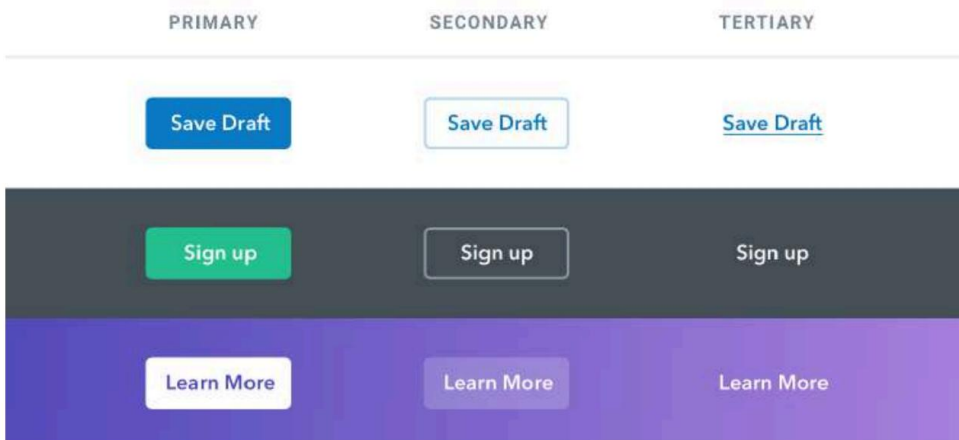 PRIMARY SECONDARY TERTIARY
Save Draft Save Draft Save Draft
Sign up Sign up Sign up
Learn More Learn More Learn More